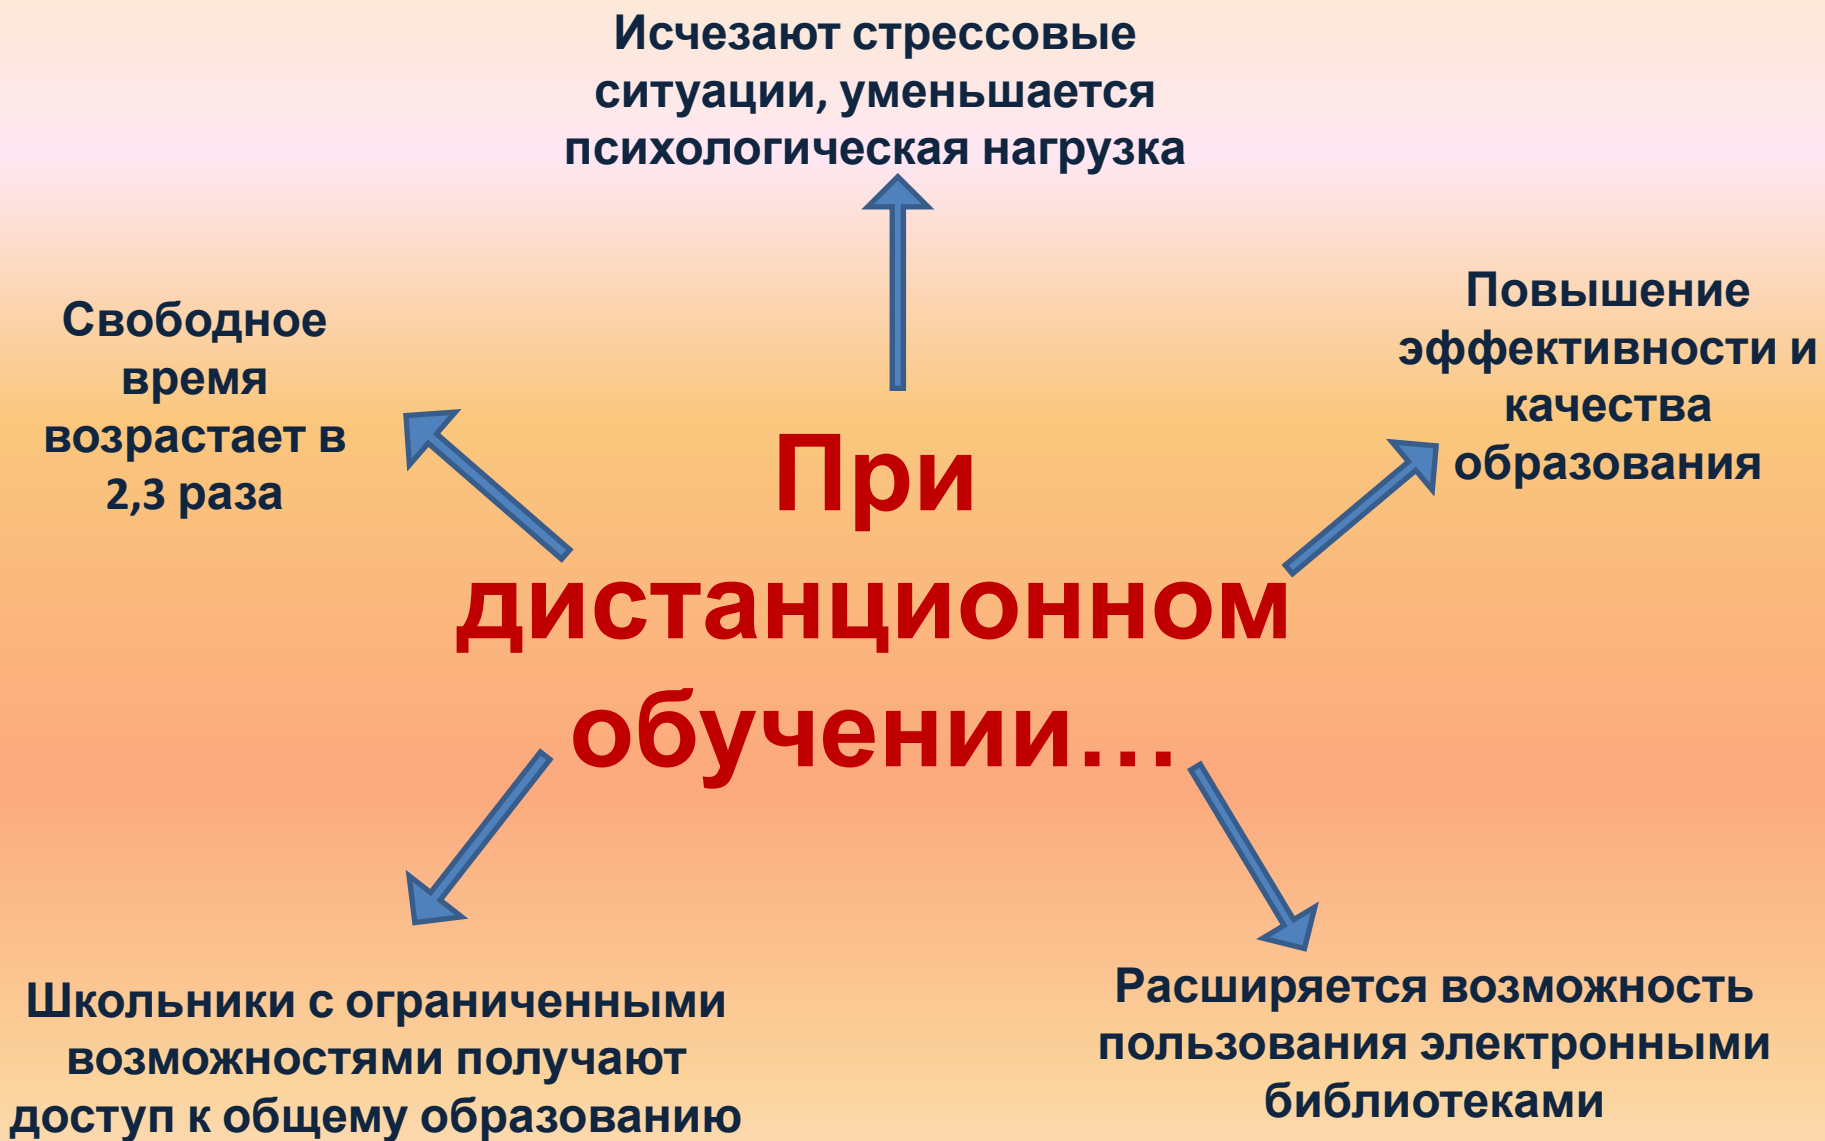 Исчезают стрессовые
ситуации, уменьшается
психологическая нагрузка
Свободное
время
возрастает в
2,3 раза
Повышение
эффективности и
качества
образования
При
дистанционном
обучении...
Школьники с ограниченными
возможностями получают
доступ к общему образованию
Расширяется возможность
пользования электронными
библиотеками